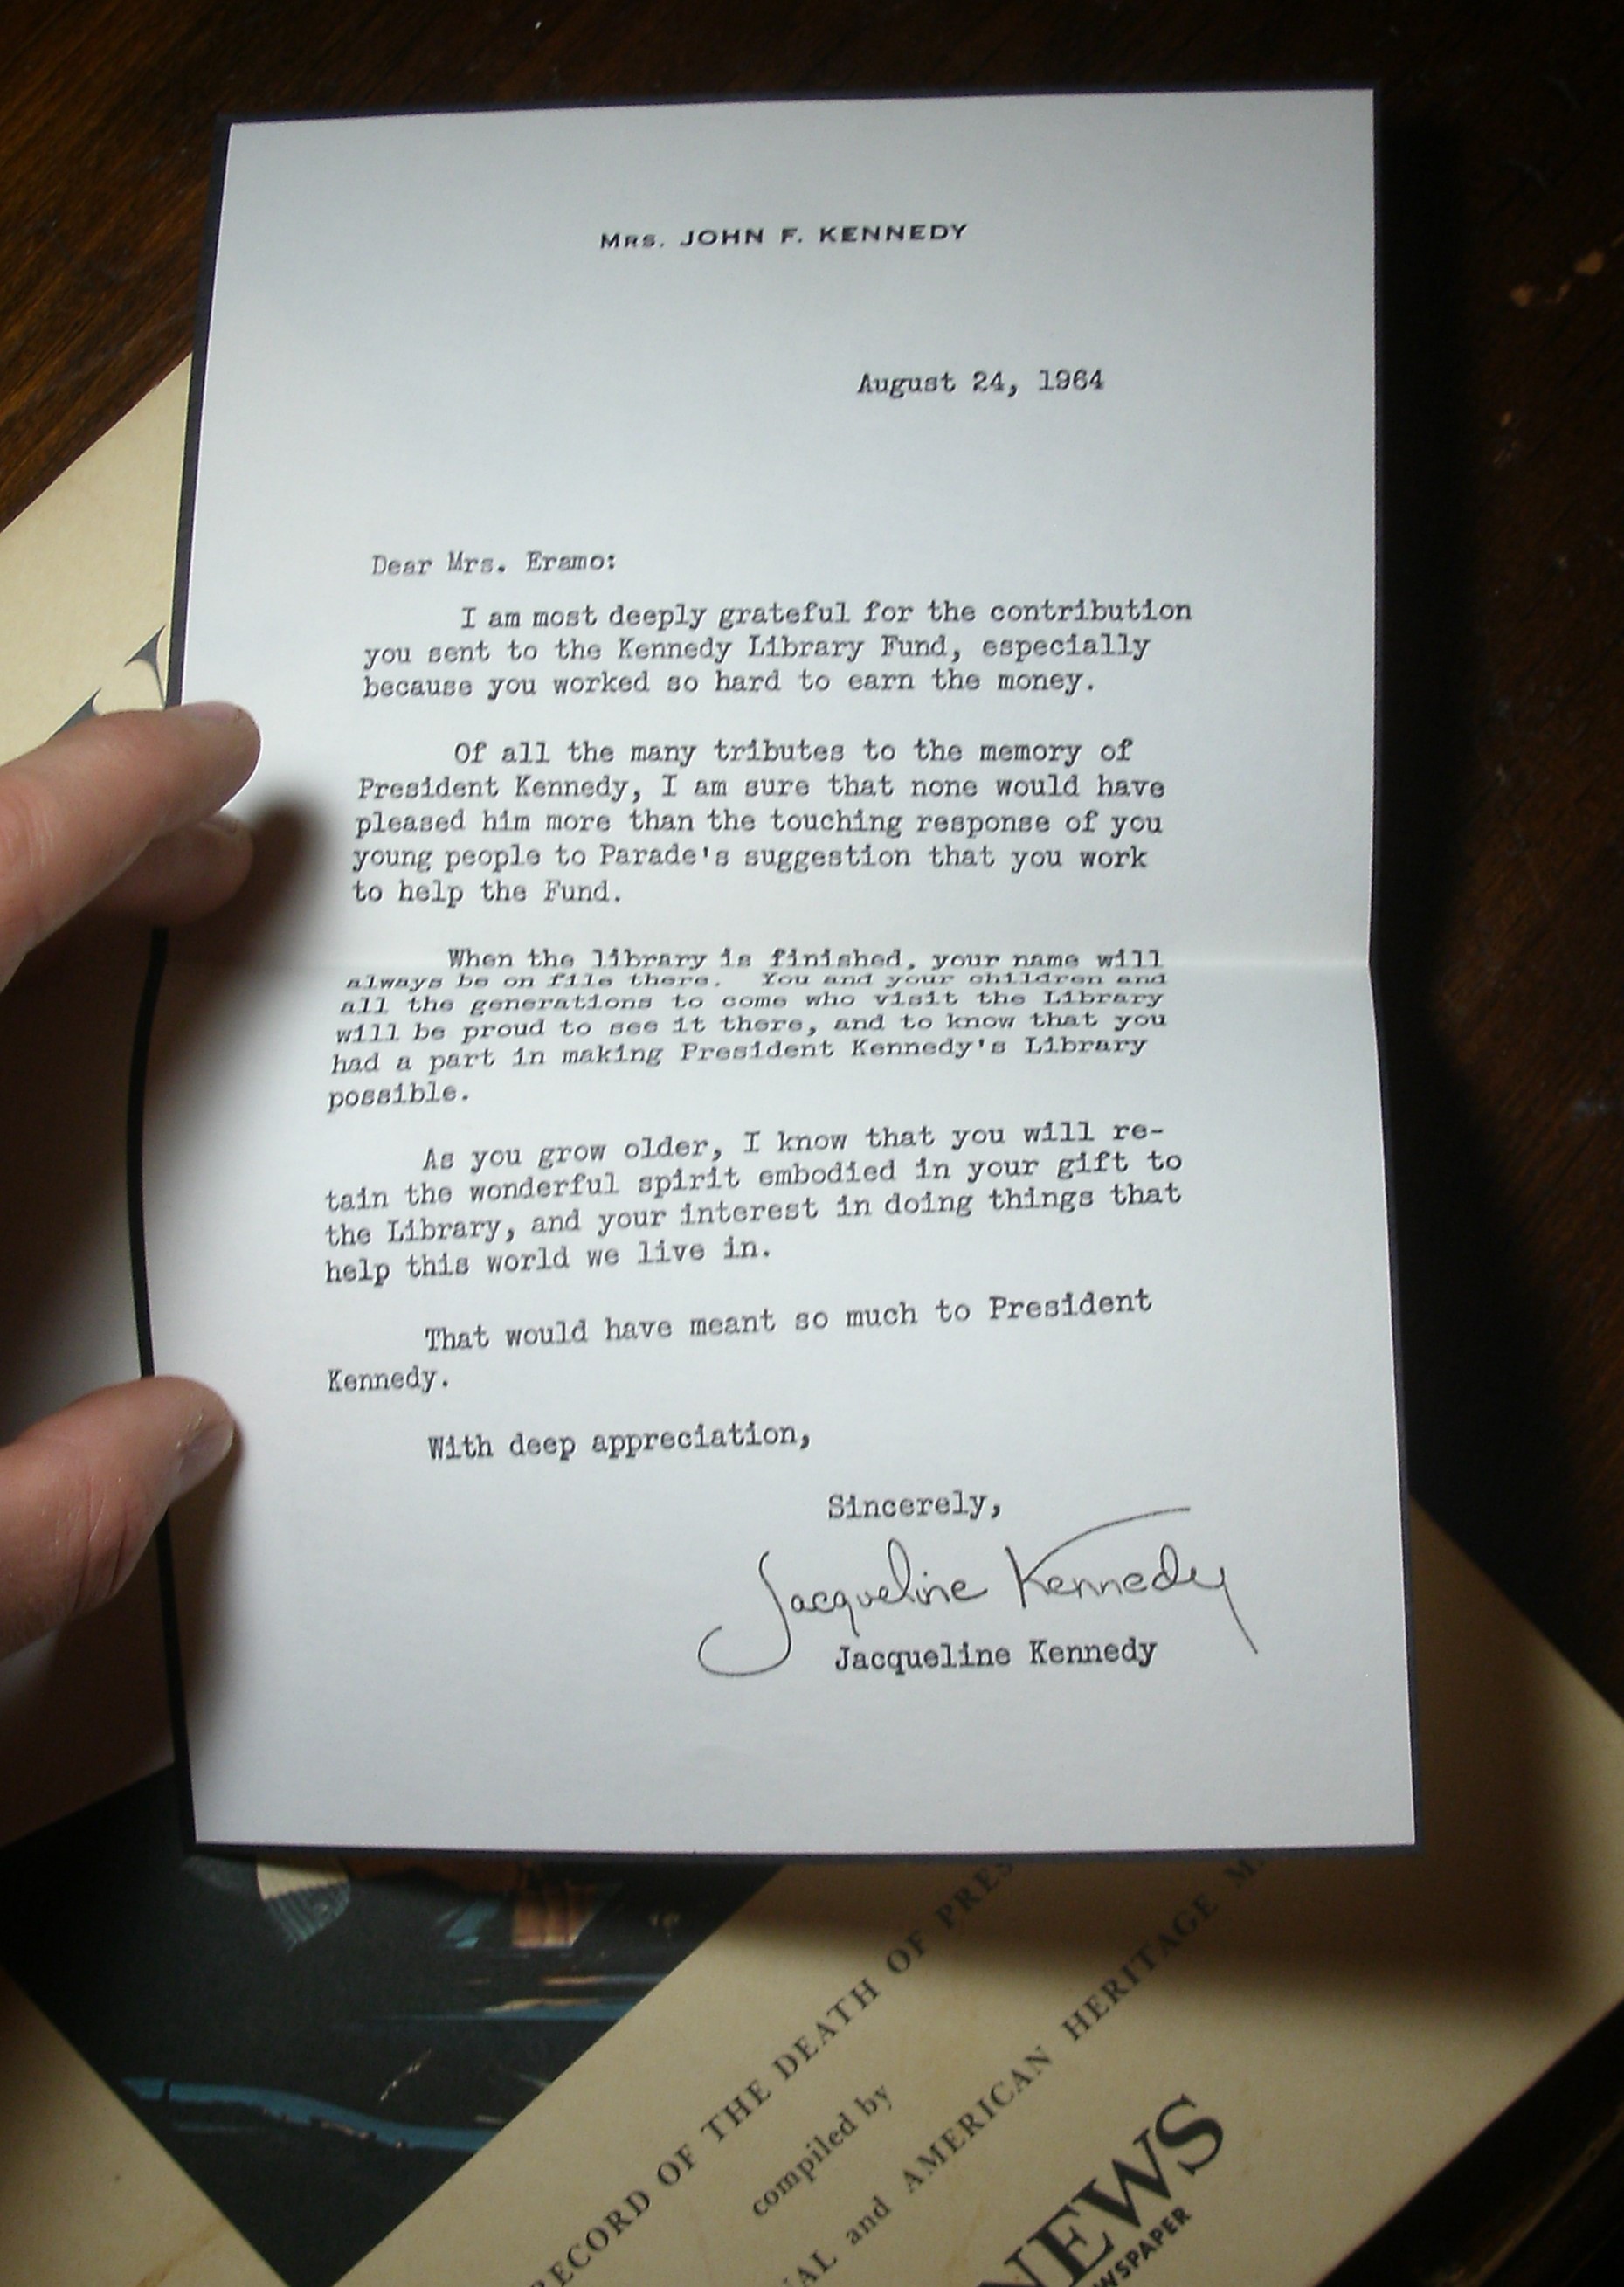 Mrs. JOHN F. KENNEDY
August 24, 1964
Dear Mrs. Eramo:
I am most deeply grateful for the contribution
you sent to the Kennedy Library Fund, especially
because you worked so hard to earn the money.
Of all the many tributes to the memory of
President Kennedy, I am sure that none would have
pleased him more than the touching response of you
young people to Parade's suggestion that you work
to help the Fund.
When the library is finished, your name will
always be on file there. You and your children and
all the generations to come who visit the Library
will be proud to see it there, and to know that you
had a part in making President Kennedy's Library
possible.
As you grow older, I know that you will re-
tain the wonderful spirit embodied in your gift to
the Library, and your interest in doing things that
help this world we live in.
That would have meant so much to President
Kennedy.
With deep appreciation,
Sincerely,
Jacqueline Kennedy
Jacqueline Kennedy
RECORD OF THE DEATH OF PRES
compiled by
AL and AMERICAN HERITAGE M
NEWS
WSPAPER